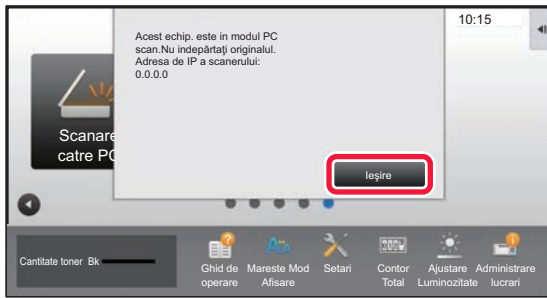 10:15
Acest echip. este in modul PC
scan.Nu indepărtaţi originalul.
Adresa de IP a scanerului:
0.0.0.0
Scanare
catre PC
Ieşire
Cantitate toner Bk
Ghid de operare
Mareste Mod Afisare
Setari
Contor Total
Ajustare Luminozitate
Administrare lucrari